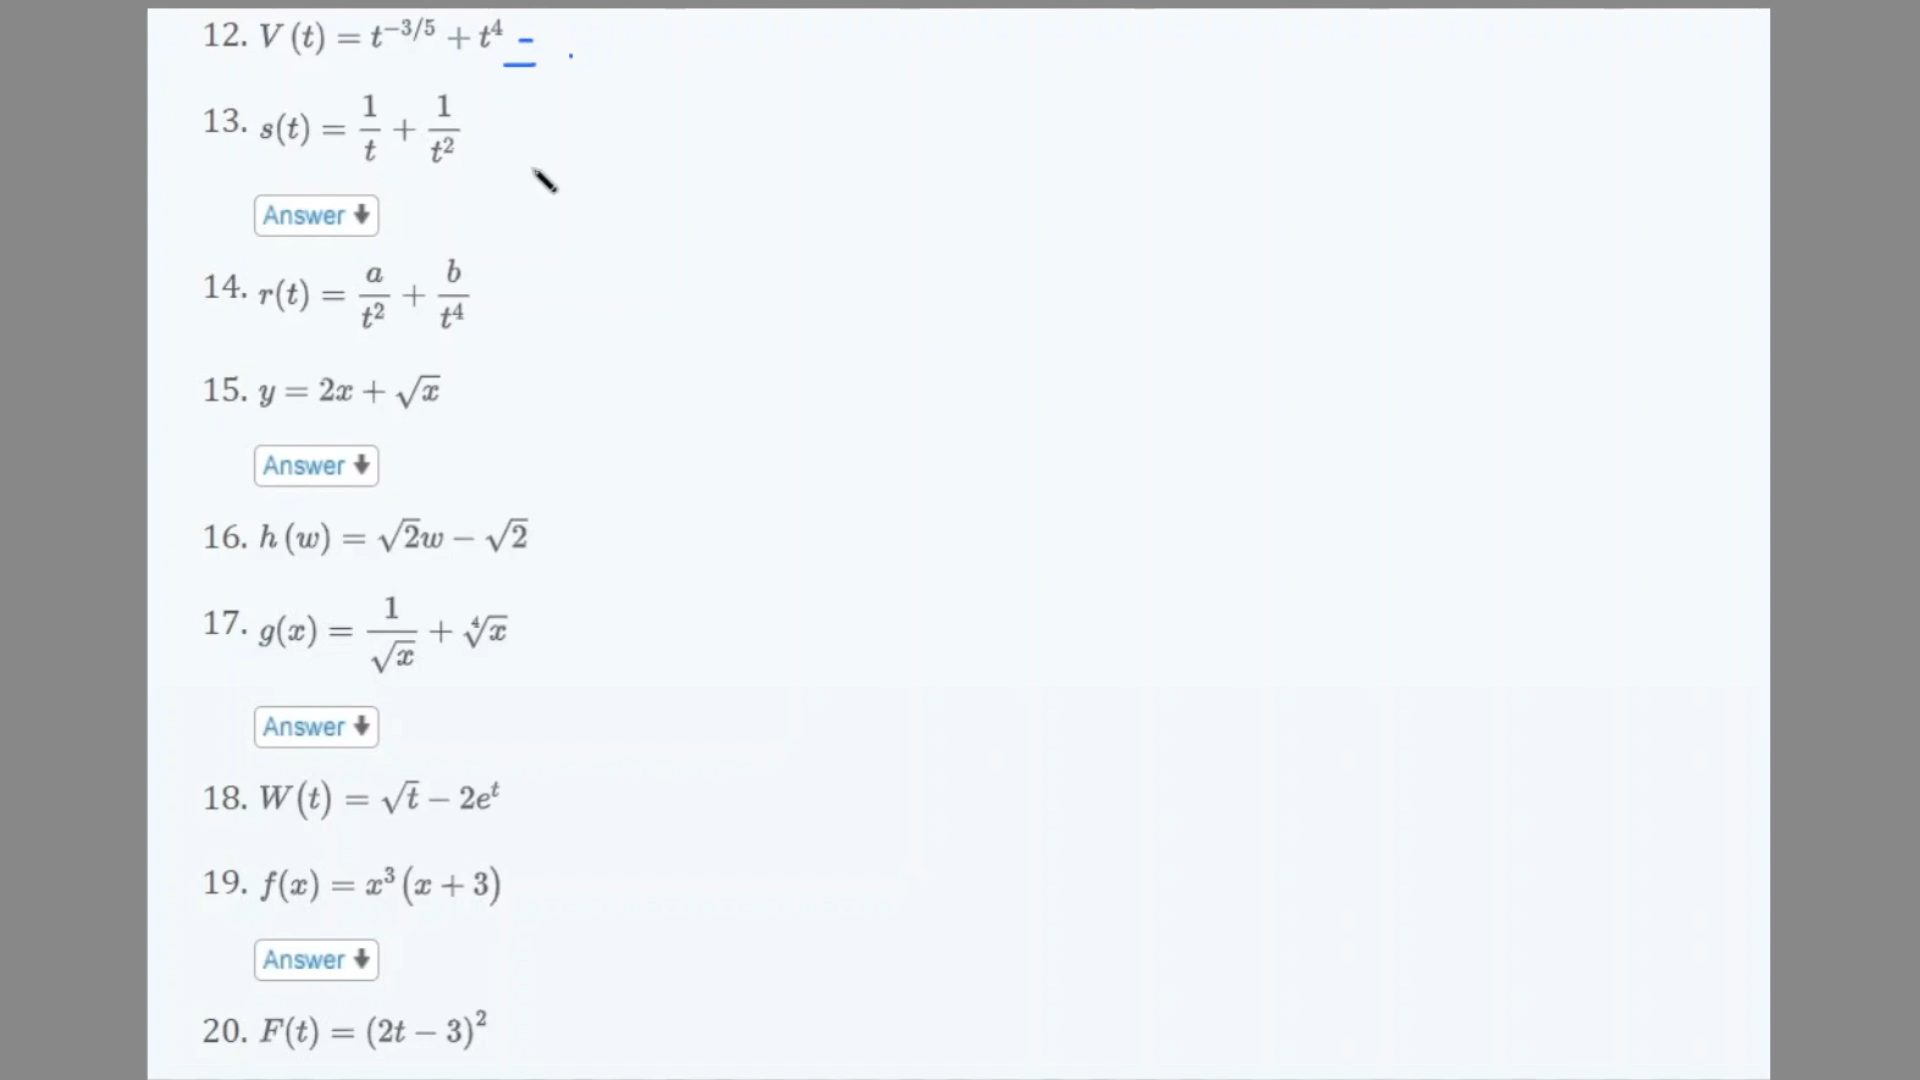 12. V (t) = t^{-3/5} + t^4 = .
13. s(t) = 1/t + 1/t^2
Answer ↓
14. r(t) = a/t^2 + b/t^4
15. y = 2x + √x
Answer ↓
16. h (w) = √2w − √2
17. g(x) = 1/√x + ∜x
Answer ↓
18. W(t) = √t − 2e^t
19. f(x) = x^3 (x + 3)
Answer ↓
20. F(t) = (2t − 3)^2